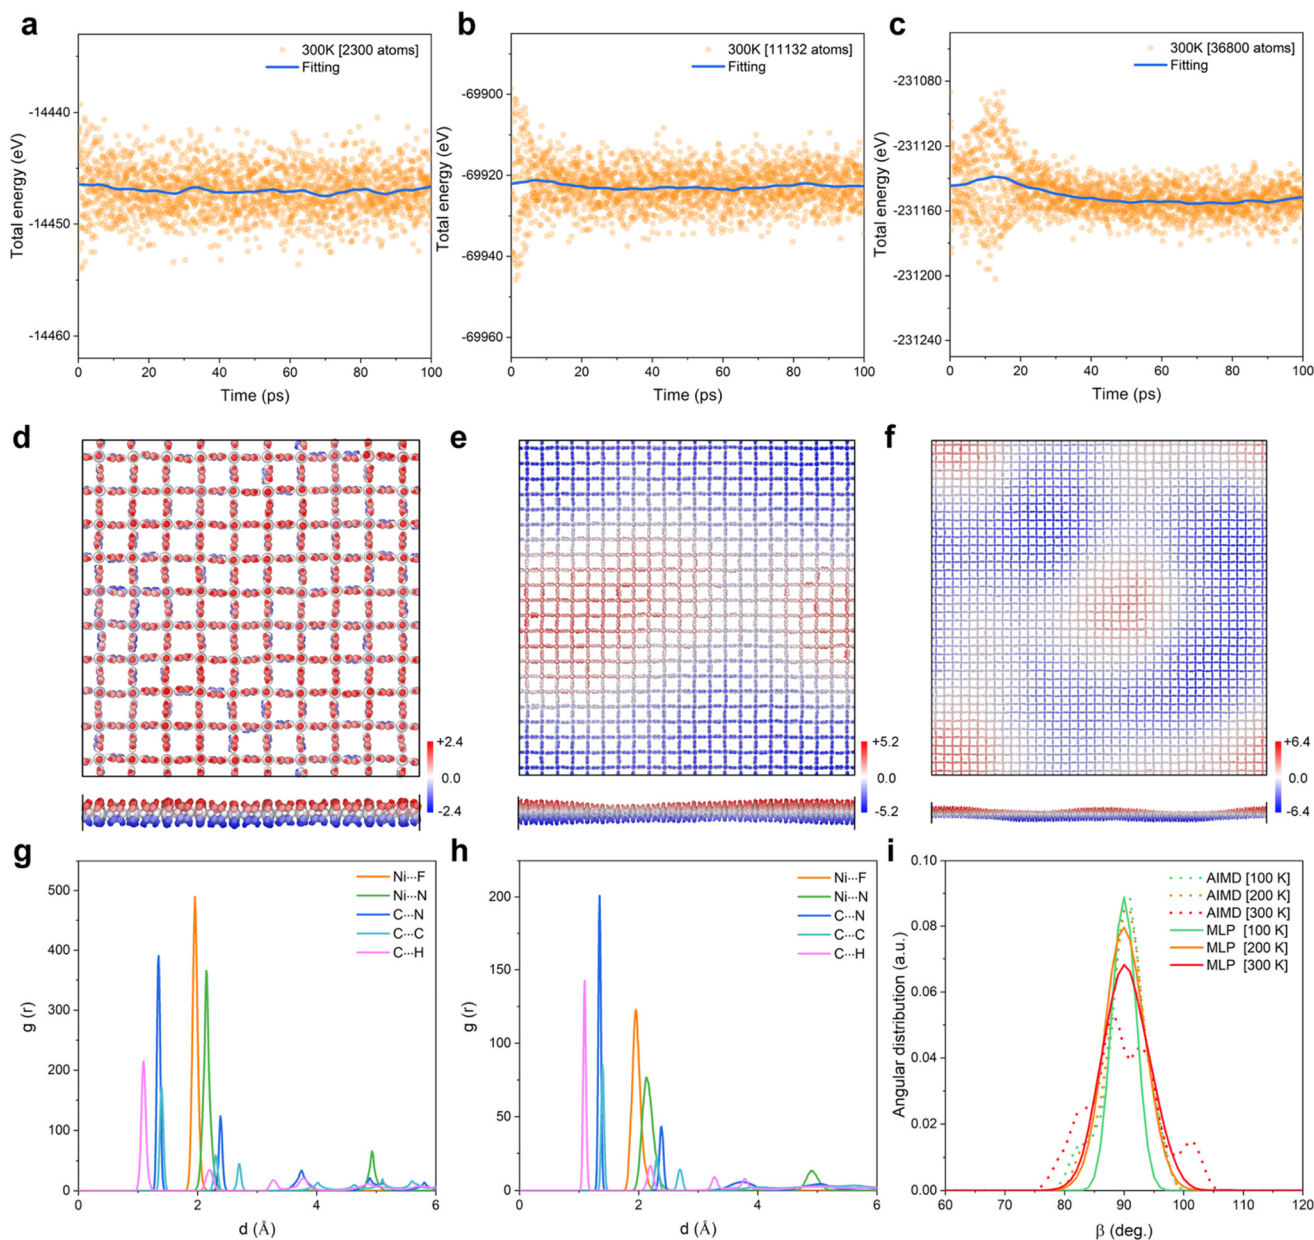 a
300K [2300 atoms]
Fitting
Total energy (eV)
-14440
-14450
-14460
0 20 40 60 80 100
Time (ps)
b
300K [11132 atoms]
Fitting
Total energy (eV)
-69900
-69920
-69940
-69960
0 20 40 60 80 100
Time (ps)
c
300K [36800 atoms]
Fitting
Total energy (eV)
-231080
-231120
-231160
-231200
-231240
0 20 40 60 80 100
Time (ps)
d
+2.4
0.0
-2.4
e
+5.2
0.0
-5.2
f
+6.4
0.0
-6.4
g
Ni···F
Ni···N
C···N
C···C
C···H
g (r)
500
400
300
200
100
0
0 2 4 6
d (Å)
h
Ni···F
Ni···N
C···N
C···C
C···H
g (r)
200
150
100
50
0
0 2 4 6
d (Å)
i
AIMD [100 K]
AIMD [200 K]
AIMD [300 K]
MLP [100 K]
MLP [200 K]
MLP [300 K]
Angular distribution (a.u.)
0.10
0.08
0.06
0.04
0.02
0.00
60 70 80 90 100 110 120
β (deg.)